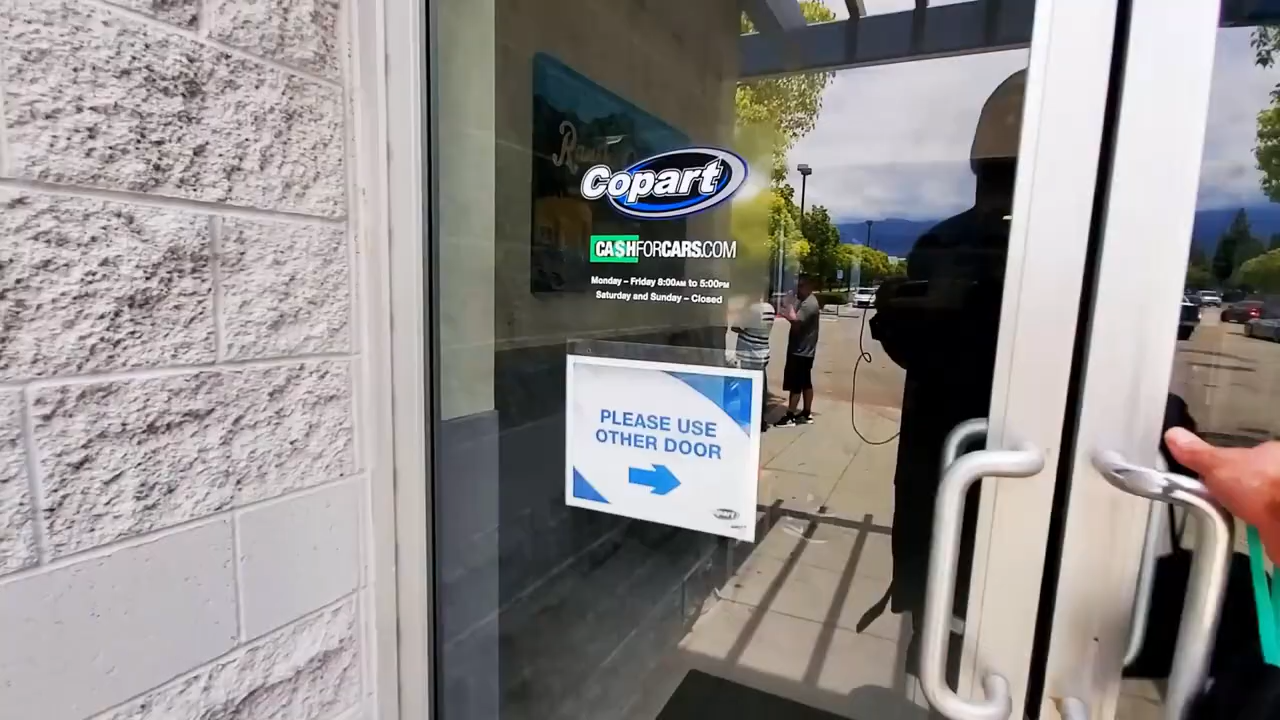 Copart
CASHFORCARS.COM
Monday – Friday 8:00AM to 5:00PM
Saturday and Sunday – Closed
PLEASE USE
OTHER DOOR